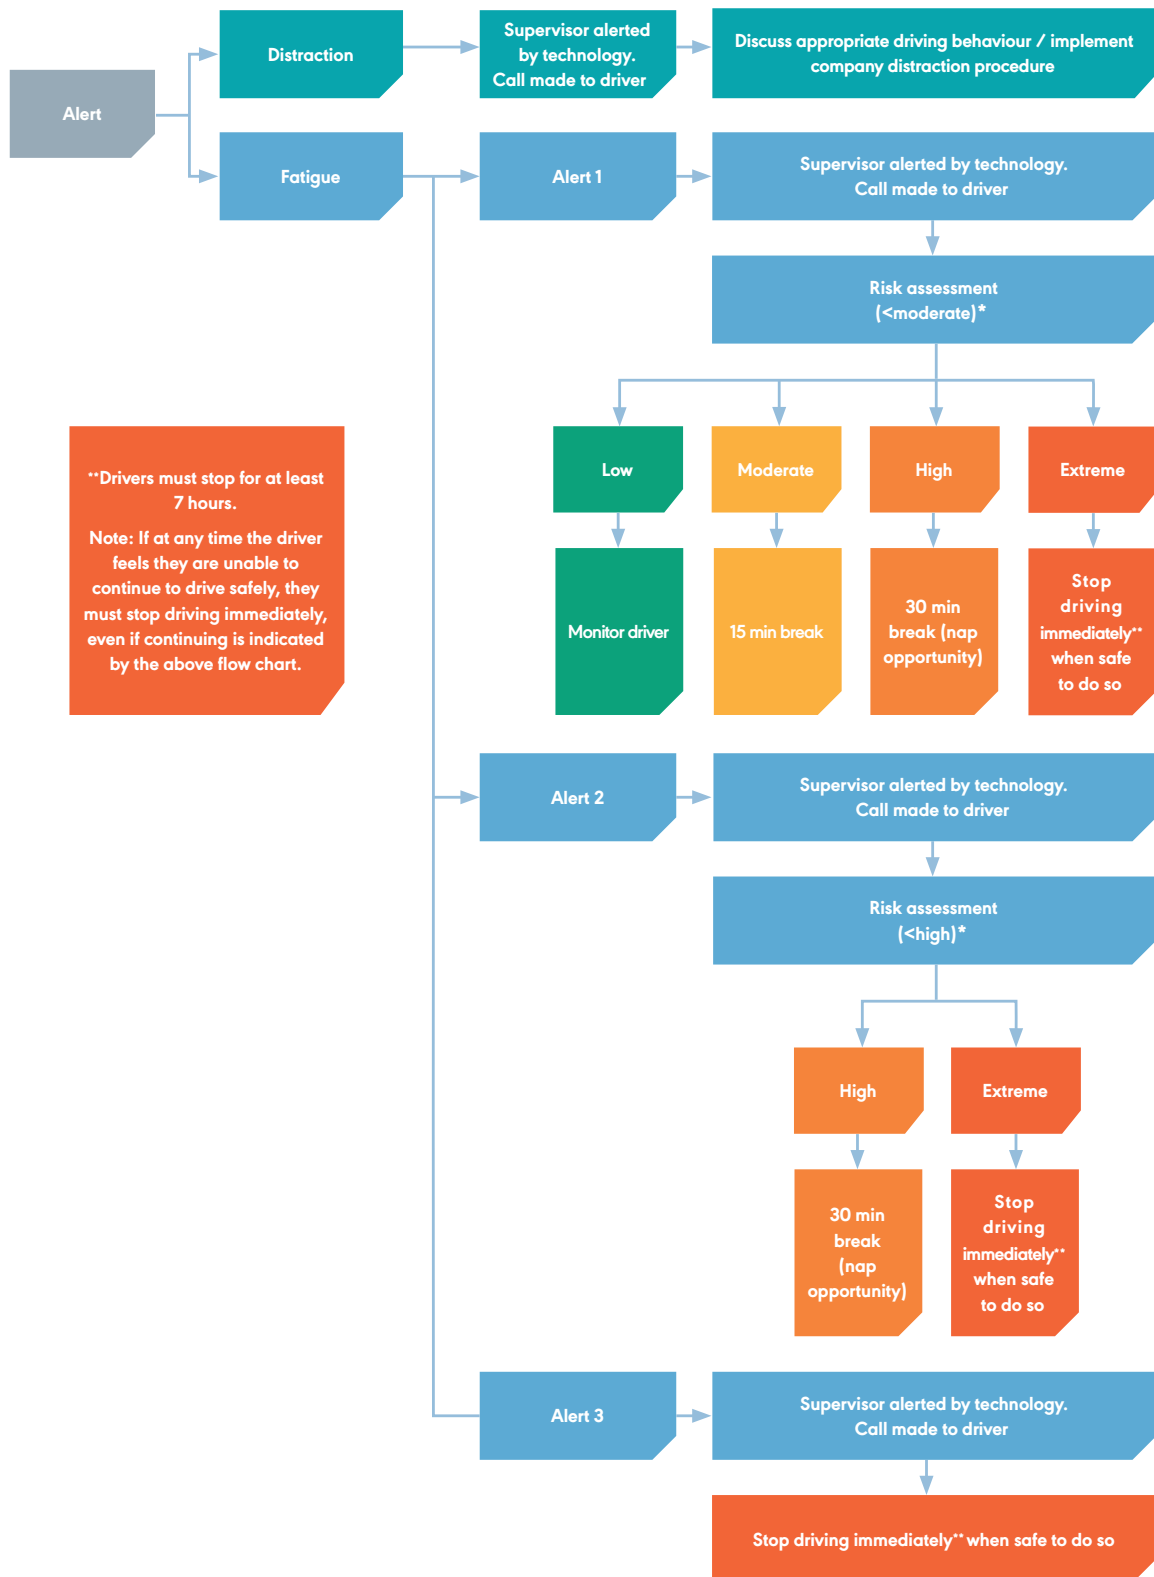 Alert
Distraction
Supervisor alerted
by technology.
Call made to driver
Discuss appropriate driving behaviour / implement
company distraction procedure
Fatigue
Alert 1
Supervisor alerted by technology.
Call made to driver
Risk assessment
(<moderate)*
Low
Moderate
High
Extreme
Monitor driver
15 min break
30 min
break (nap
opportunity)
Stop
driving
immediately**
when safe
to do so
**Drivers must stop for at least
7 hours.
Note: If at any time the driver
feels they are unable to
continue to drive safely, they
must stop driving immediately,
even if continuing is indicated
by the above flow chart.
Alert 2
Supervisor alerted by technology.
Call made to driver
Risk assessment
(<high)*
High
Extreme
30 min
break
(nap
opportunity)
Stop
driving
immediately**
when safe
to do so
Alert 3
Supervisor alerted by technology.
Call made to driver
Stop driving immediately** when safe to do so